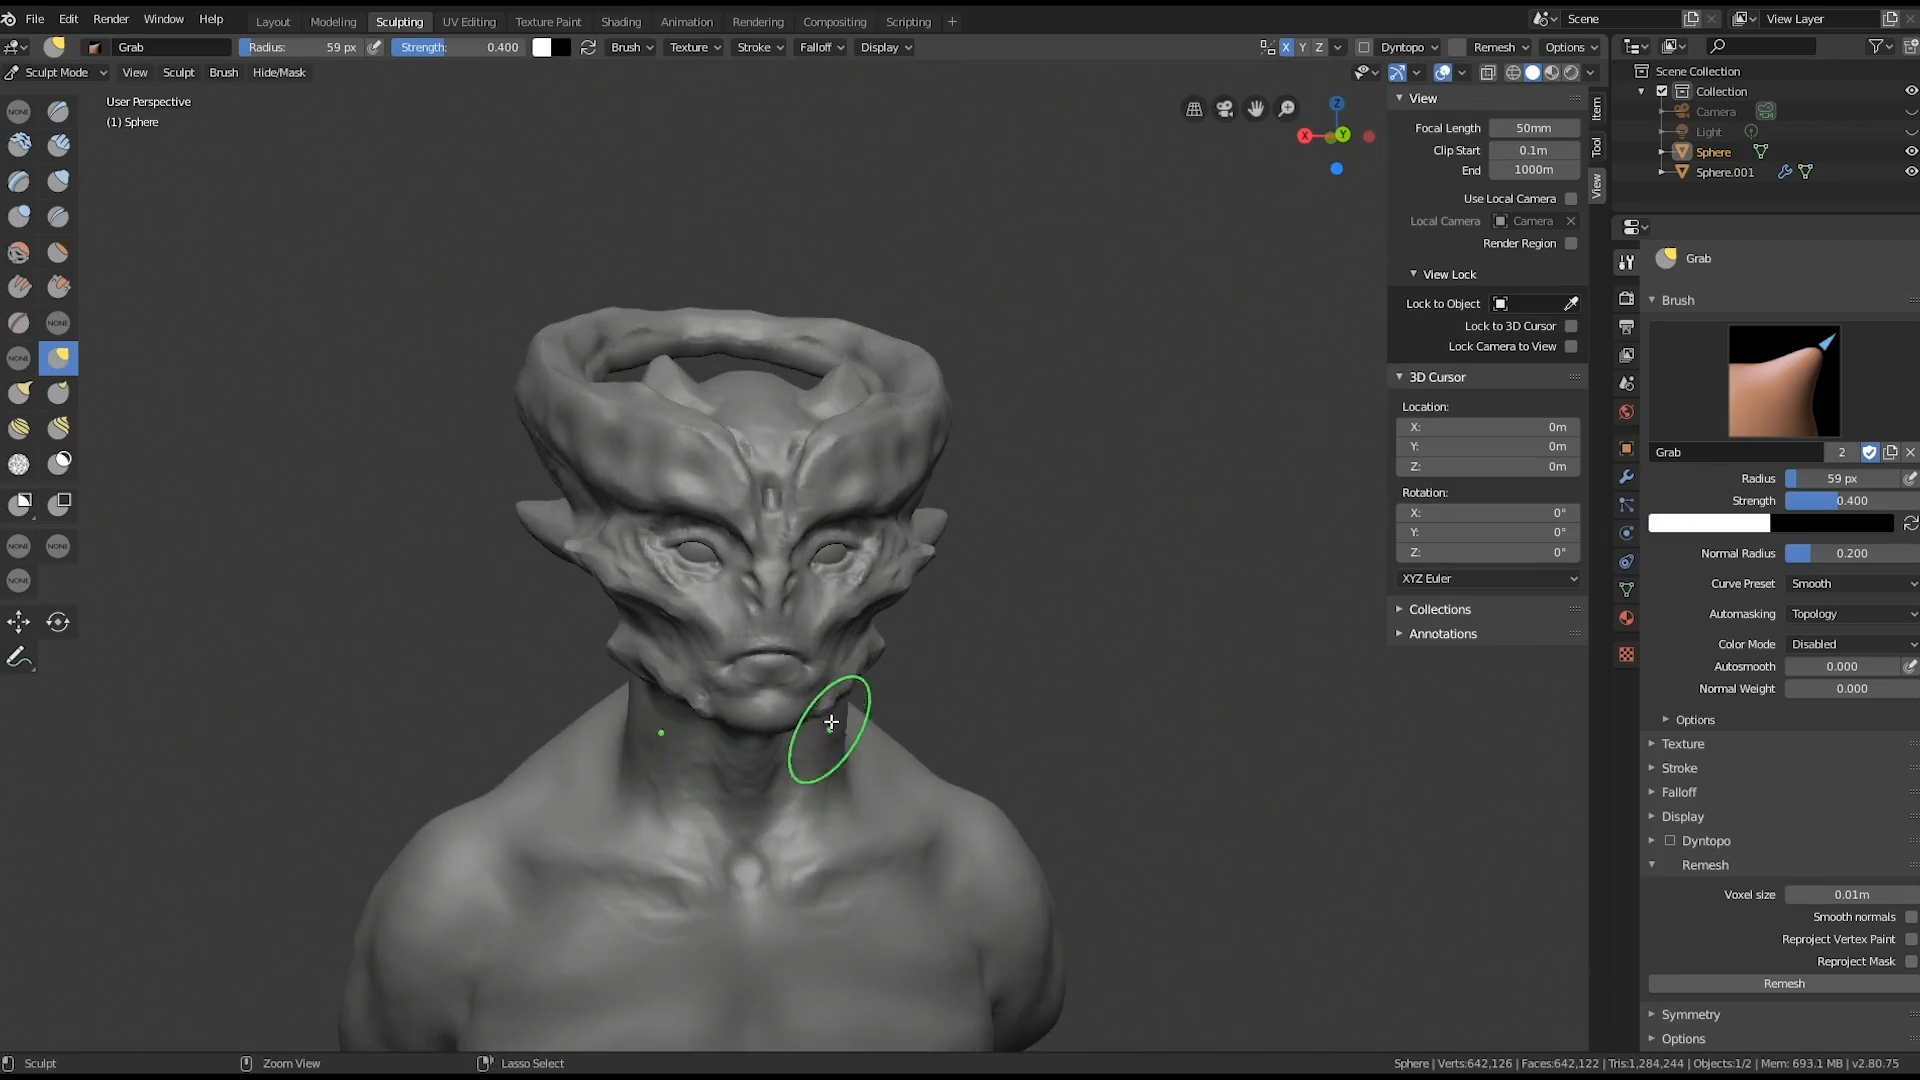 File Edit Render Window Help Layout Modeling Sculpting UV Editing Texture Paint Shading Animation Rendering Compositing Scripting + Scene View Layer
Grab Radius: 59 px Strength: 0.400 Brush Texture Stroke Falloff Display X Y Z Dyntopo Remesh Options
Sculpt Mode View Sculpt Brush Hide/Mask
User Perspective
(1) Sphere
NONE
NONE
NONE
NONE NONE
NONE
Z
X Y
View
Focal Length 50mm
Clip Start 0.1m
End 1000m
Use Local Camera
Local Camera Camera
Render Region
View Lock
Lock to Object
Lock to 3D Cursor
Lock Camera to View
3D Cursor
Location:
X: 0m
Y: 0m
Z: 0m
Rotation:
X: 0°
Y: 0°
Z: 0°
XYZ Euler
Collections
Annotations
Item
Tool
View
Scene Collection
Collection
Camera
Light
Sphere
Sphere.001
Grab
Brush
Grab 2
Radius 59 px
Strength 0.400
Normal Radius 0.200
Curve Preset Smooth
Automasking Topology
Color Mode Disabled
Autosmooth 0.000
Normal Weight 0.000
Options
Texture
Stroke
Falloff
Display
Dyntopo
Remesh
Voxel size 0.01m
Smooth normals
Reproject Vertex Paint
Reproject Mask
Remesh
Symmetry
Options
Sculpt Zoom View Lasso Select Sphere | Verts:642,126 | Faces:642,122 | Tris:1,284,244 | Objects:1/2 | Mem: 693.1 MB | v2.80.75